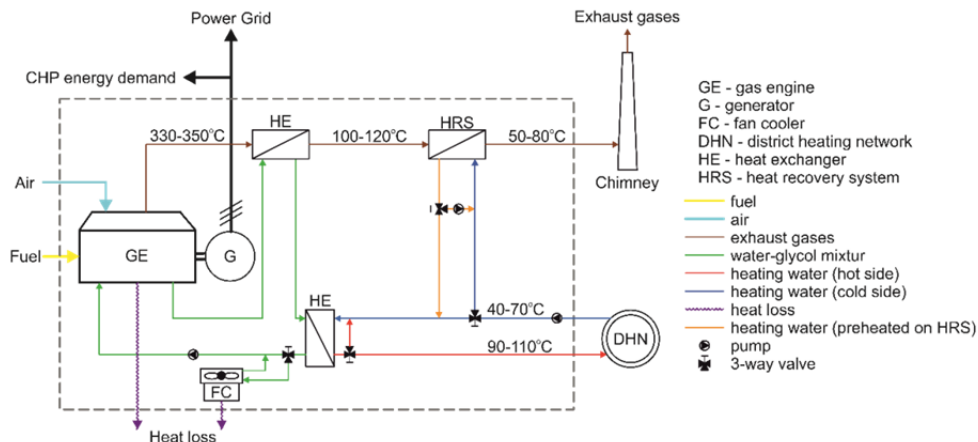 Power Grid
Exhaust gases
CHP energy demand
330-350°C
HE
100-120°C
HRS
50-80°C
Chimney
Air
Fuel
GE
G
HE
40-70°C
90-110°C
DHN
FC
Heat loss
GE - gas engine
G - generator
FC - fan cooler
DHN - district heating network
HE - heat exchanger
HRS - heat recovery system
fuel
air
exhaust gases
water-glycol mixtur
heating water (hot side)
heating water (cold side)
heat loss
heating water (preheated on HRS)
pump
3-way valve